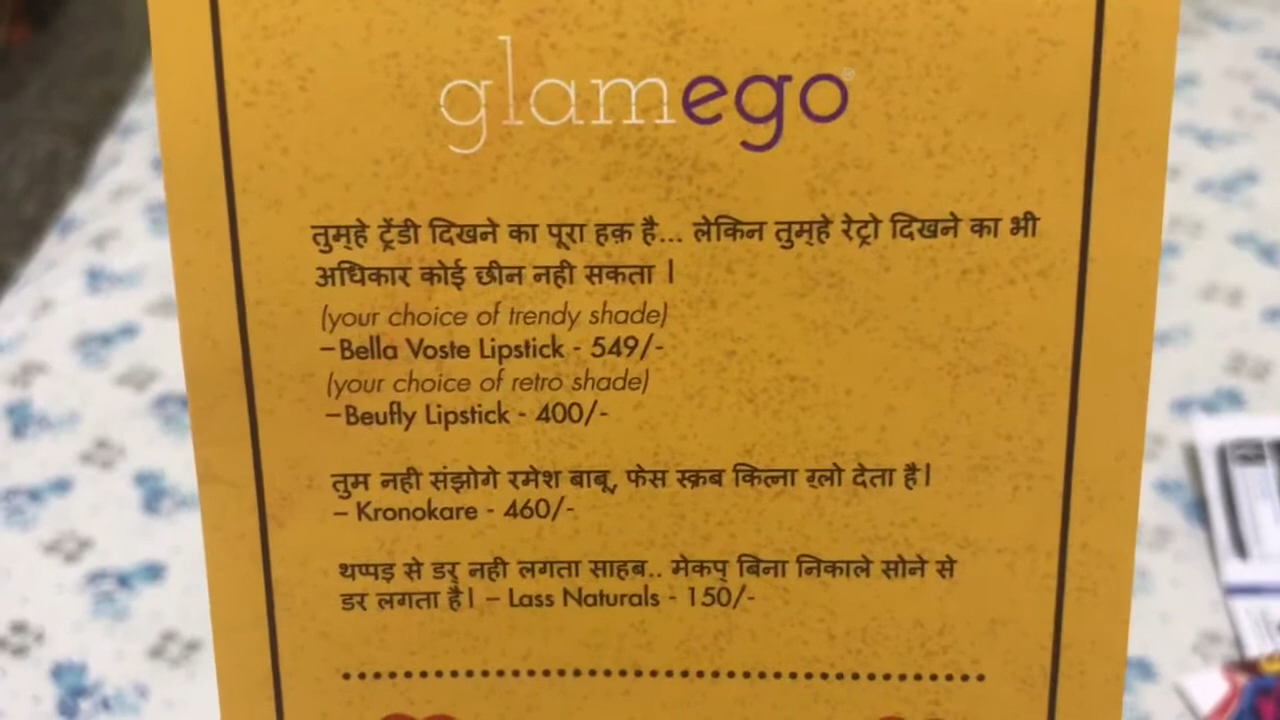 glamego®
तुम्हे ट्रेंडी दिखने का पूरा हक़ है... लेकिन तुम्हे रेट्रो दिखने का भी
अधिकार कोई छीन नही सकता |
(your choice of trendy shade)
–Bella Voste Lipstick - 549/-
(your choice of retro shade)
–Beufly Lipstick - 400/-
तुम नही संझोगे रमेश बाबू, फेस स्क्रब कित्ना ग्लो देता है|
– Kronokare - 460/-
थप्पड़ से डर् नही लगता साहब.. मेकप् बिना निकाले सोने से
डर लगता है| – Lass Naturals - 150/-